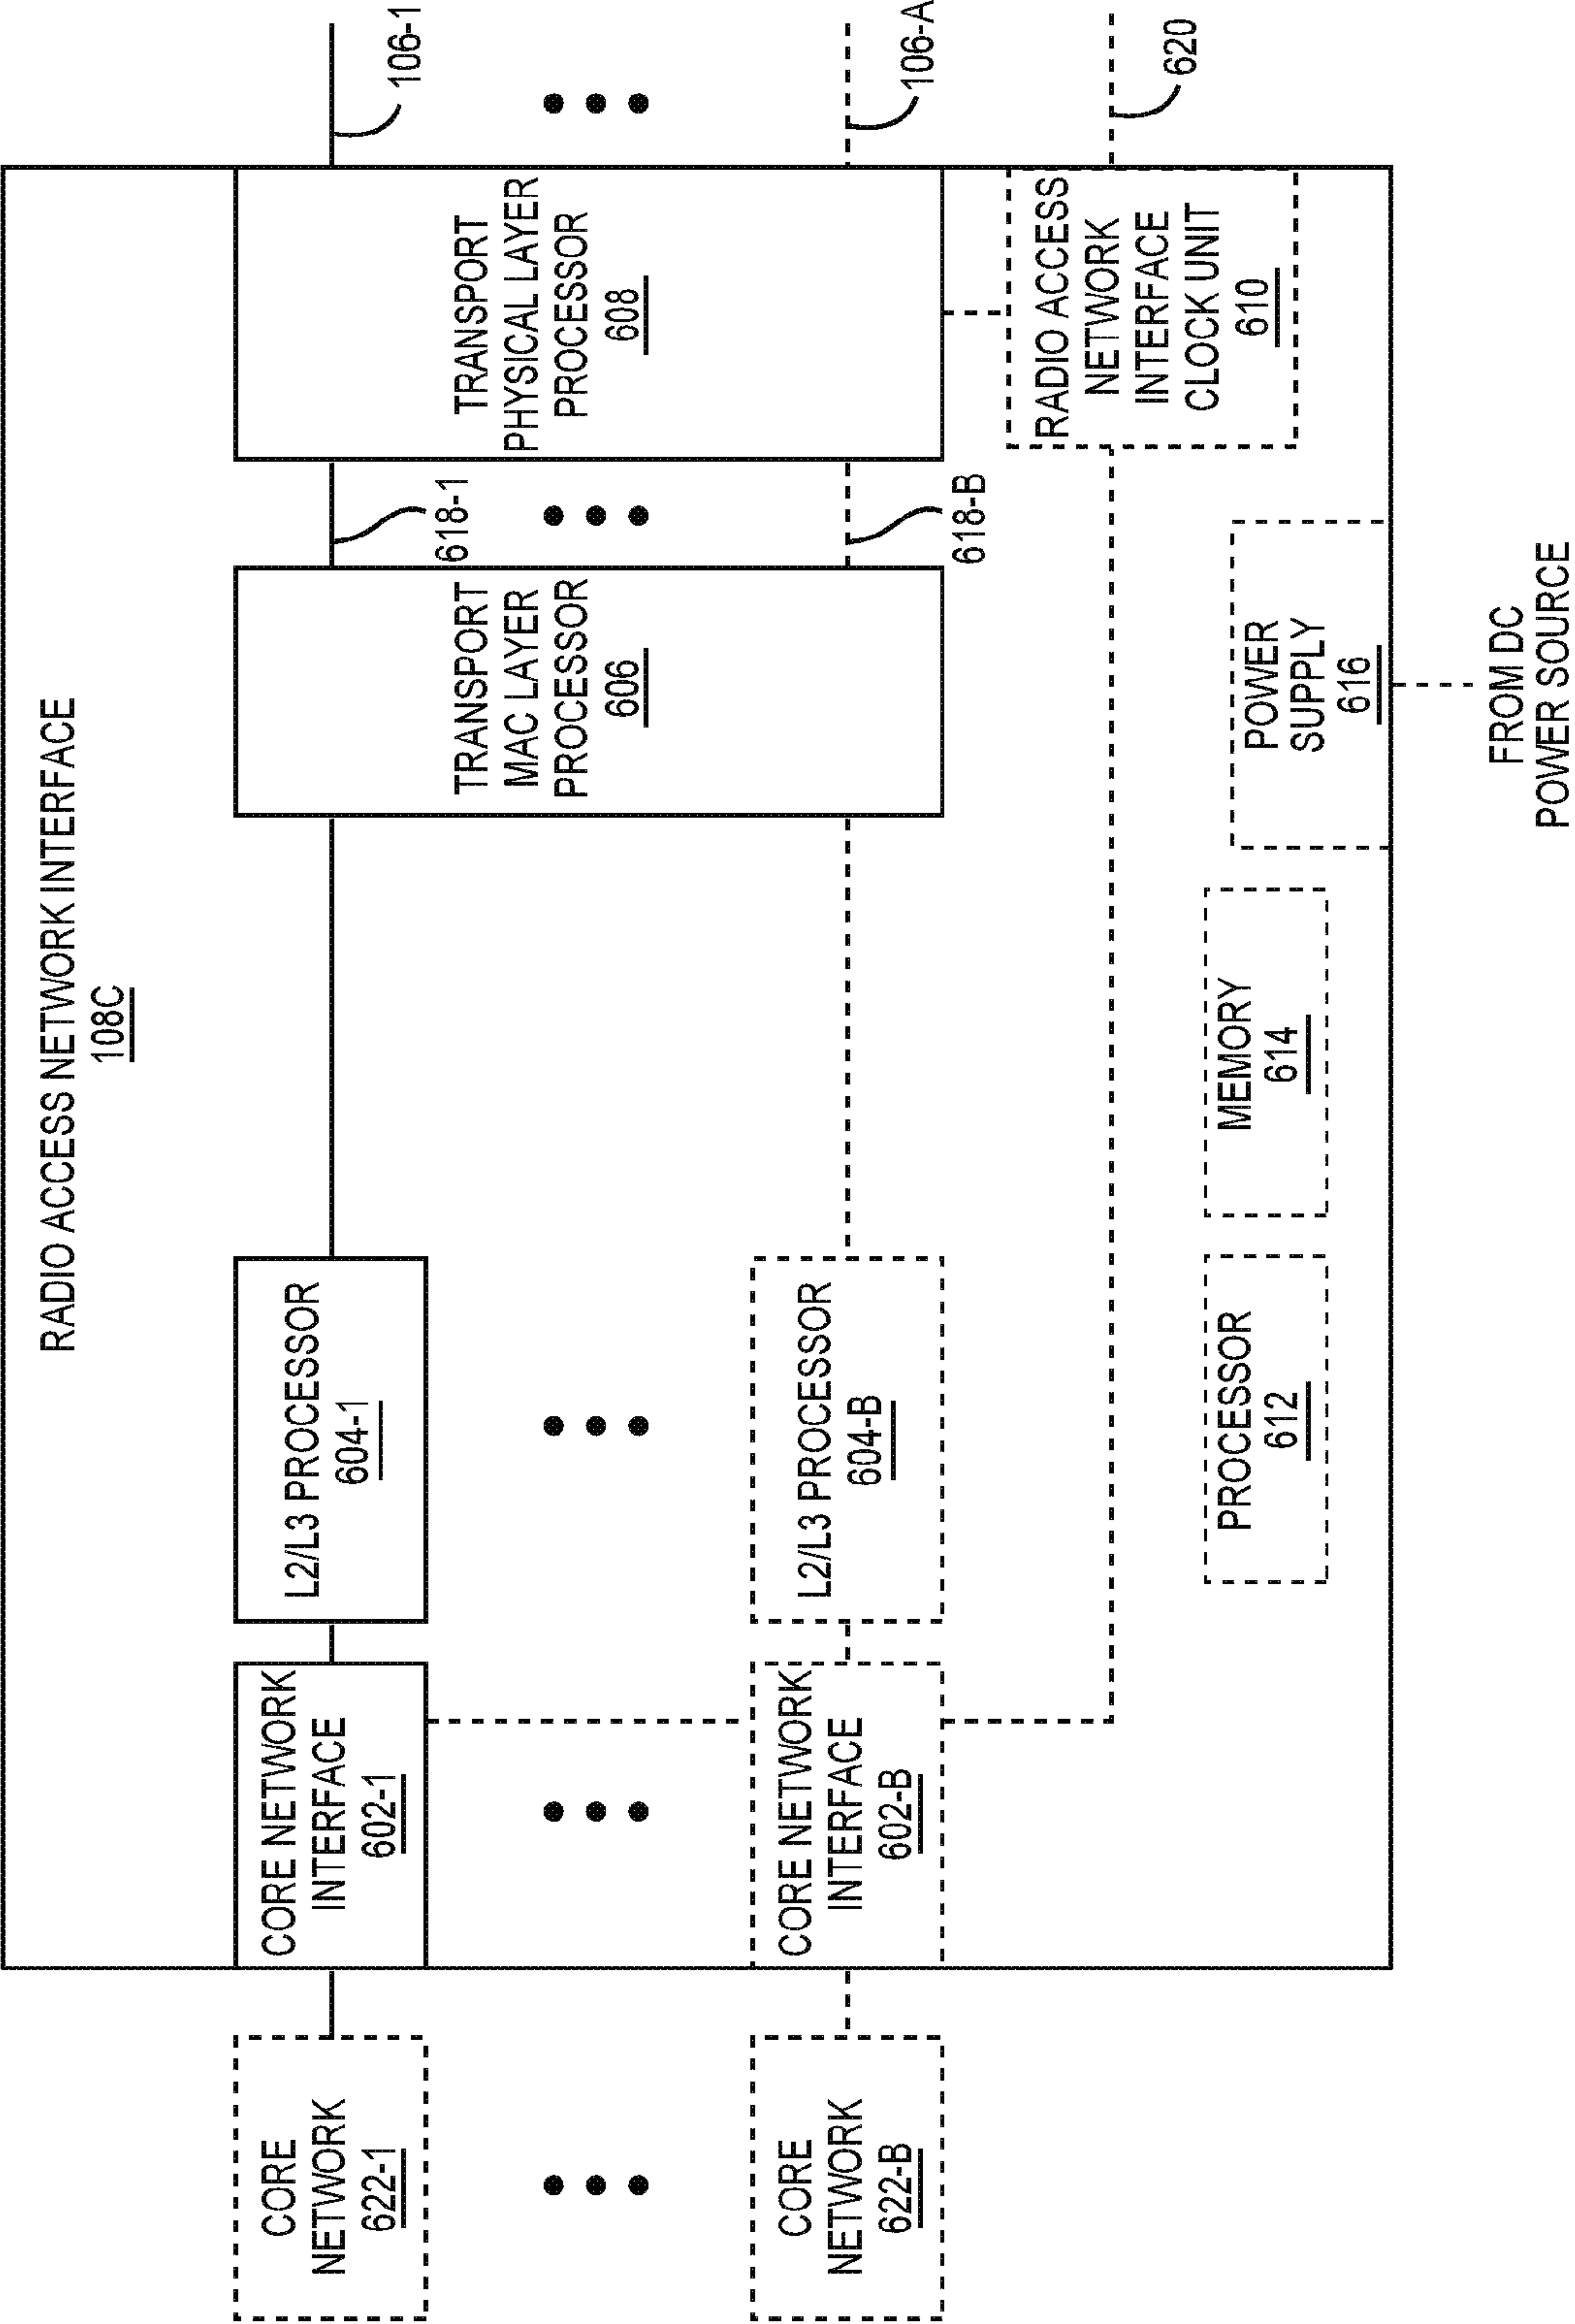 RADIO ACCESS NETWORK INTERFACE
108C
CORE
NETWORK
622-1
CORE NETWORK
INTERFACE
602-1
L2/L3 PROCESSOR
604-1
TRANSPORT
MAC LAYER
PROCESSOR
606
618-1
TRANSPORT
PHYSICAL LAYER
PROCESSOR
608
106-1
CORE
NETWORK
622-B
CORE NETWORK
INTERFACE
602-B
L2/L3 PROCESSOR
604-B
618-B
106-A
RADIO ACCESS
NETWORK
INTERFACE
CLOCK UNIT
610
620
PROCESSOR
612
MEMORY
614
POWER
SUPPLY
616
FROM DC
POWER SOURCE